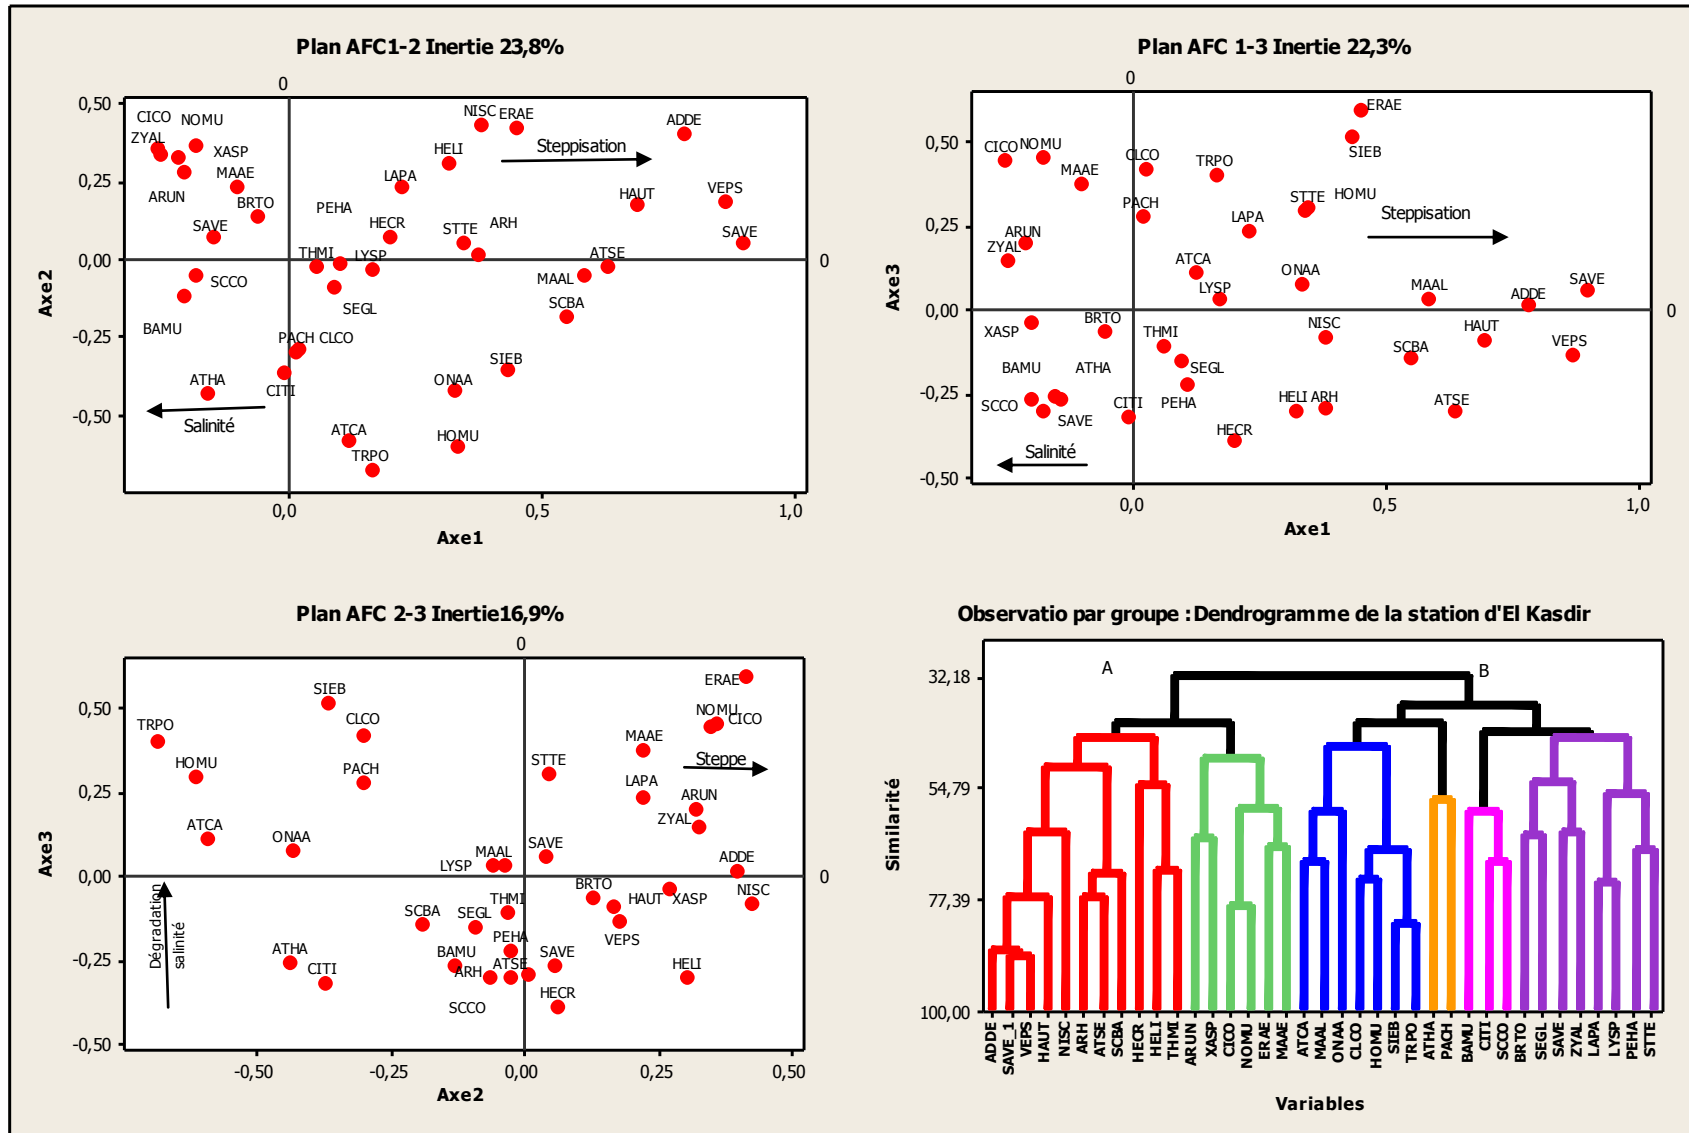 Plan AFC1-2 Inertie 23,8%
0
0,50
0,25
0,00
-0,25
-0,50
Axe2
CICO
NOMU
ZYAL
XASP
MAAE
ARUN
BRTO
SAVE
SCCO
BAMU
ATHA
Salinité
NISC
ERAE
ADDE
Steppisation
HELI
LAPA
HAUT
VEPS
PEHA
HECR
STTE
ARH
SAVE
THMI
LYSP
ATSE
MAAL
SEGL
SCBA
PACH
CLCO
SIEB
CITI
ONAA
ATCA
HOMU
TRPO
0
0,0
0,5
1,0
Axe1
Plan AFC 1-3 Inertie 22,3%
0
0,50
0,25
0,00
-0,25
-0,50
Axe3
ERAE
SIEB
CICO
NOMU
MAAE
CLCO
TRPO
PACH
STTE
HOMU
LAPA
Steppisation
ARUN
ZYAL
ATCA
ONAA
LYSP
MAAL
ADDE
SAVE
XASP
BRTO
THMI
NISC
HAUT
SCBA
VEPS
BAMU
ATHA
SEGL
SCCO
SAVE
CITI
PEHA
HELI
ARH
ATSE
HECR
Salinité
0
0,0
0,5
1,0
Axe1
Plan AFC 2-3 Inertie16,9%
0
0,50
0,25
0,00
-0,25
-0,50
Axe3
SIEB
TRPO
CLCO
HOMU
PACH
ATCA
ONAA
ERAE
NOMU
CICO
MAAE
STTE
Steppe
LAPA
ARUN
ZYAL
SAVE
LYSP
MAAL
ADDE
BRTO
HAUT
XASP
NISC
THMI
SCBA
SEGL
VEPS
PEHA
ATHA
CITI
BAMU
ARH
ATSE
SAVE
HELI
SCCO
HECR
Dégradation
salinité
0
-0,50
-0,25
0,00
0,25
0,50
Axe2
Observatio par groupe : Dendrogramme de la station d'El Kasdir
A
B
32,18
54,79
77,39
100,00
Similarité
ADDE
SAVE_1
VEPS
HAUT
NISC
ARH
ATSE
SCBA
HECR
HELI
THMI
ARUN
XASP
CICO
NOMU
ERAE
MAAE
ATCA
MAAL
ONAA
CLCO
HOMU
SIEB
TRPO
ATHA
PACH
BAMU
CITI
SCCO
BRTO
SEGL
SAVE
ZYAL
LAPA
LYSP
PEHA
STTE
Variables